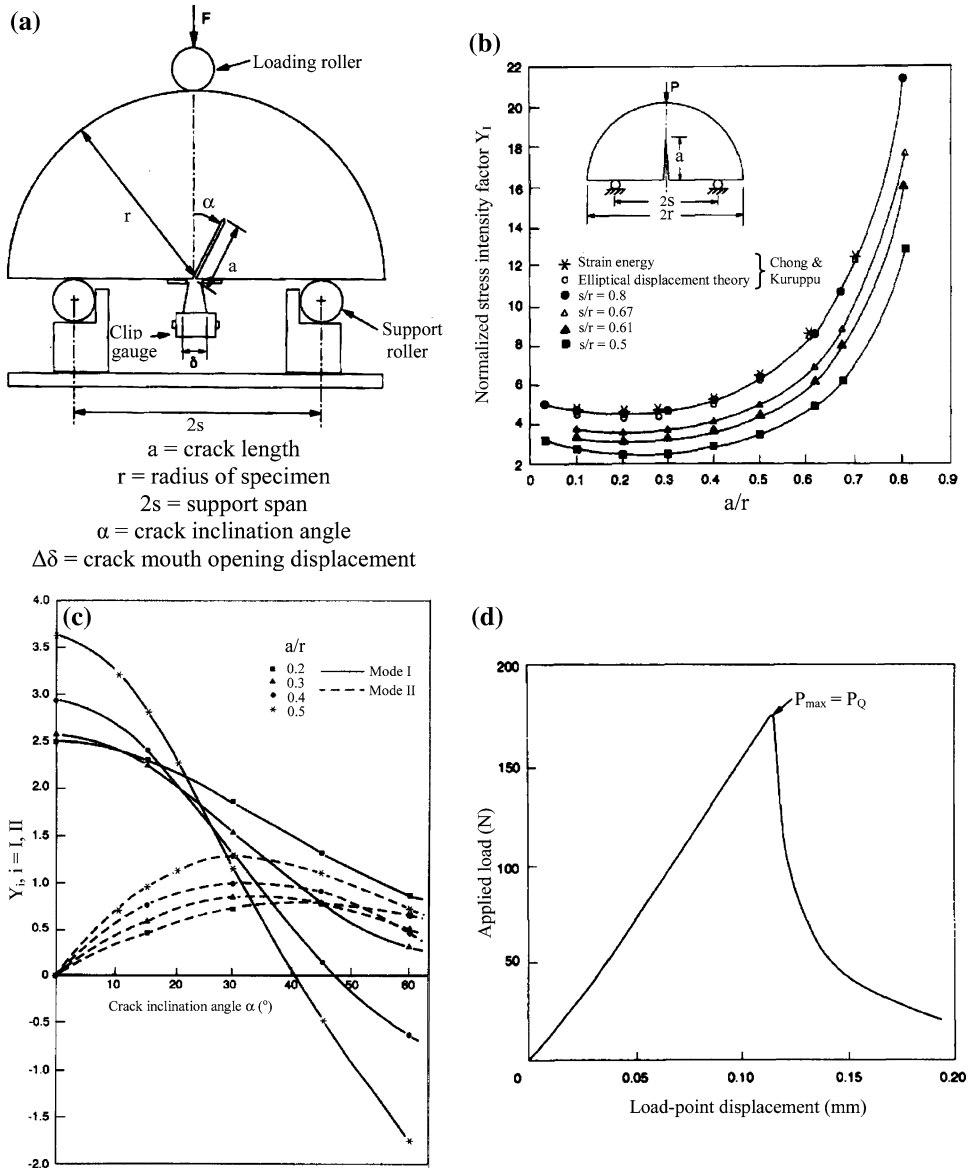 (a)
F
Loading roller
r
α
a
Clip
gauge
δ
Support
roller
2s
a = crack length
r = radius of specimen
2s = support span
α = crack inclination angle
Δδ = crack mouth opening displacement
(b)
Normalized stress intensity factor Y_I
22
20
18
16
14
12
10
8
6
4
2
P
a
2s
2r
Strain energy
Elliptical displacement theory
Chong &
Kuruppu
s/r = 0.8
s/r = 0.67
s/r = 0.61
s/r = 0.5
0 0.1 0.2 0.3 0.4 0.5 0.6 0.7 0.8 0.9
a/r
(c)
Y_i, i = I, II
4.0
3.5
3.0
2.5
2.0
1.5
1.0
0.5
0
-0.5
-1.0
-1.5
-2.0
a/r
0.2
0.3
0.4
0.5
Mode I
Mode II
0 10 20 30 40 50 60
Crack inclination angle α (°)
(d)
Applied load (N)
200
150
100
50
0
P_max = P_Q
0 0.05 0.10 0.15 0.20
Load-point displacement (mm)